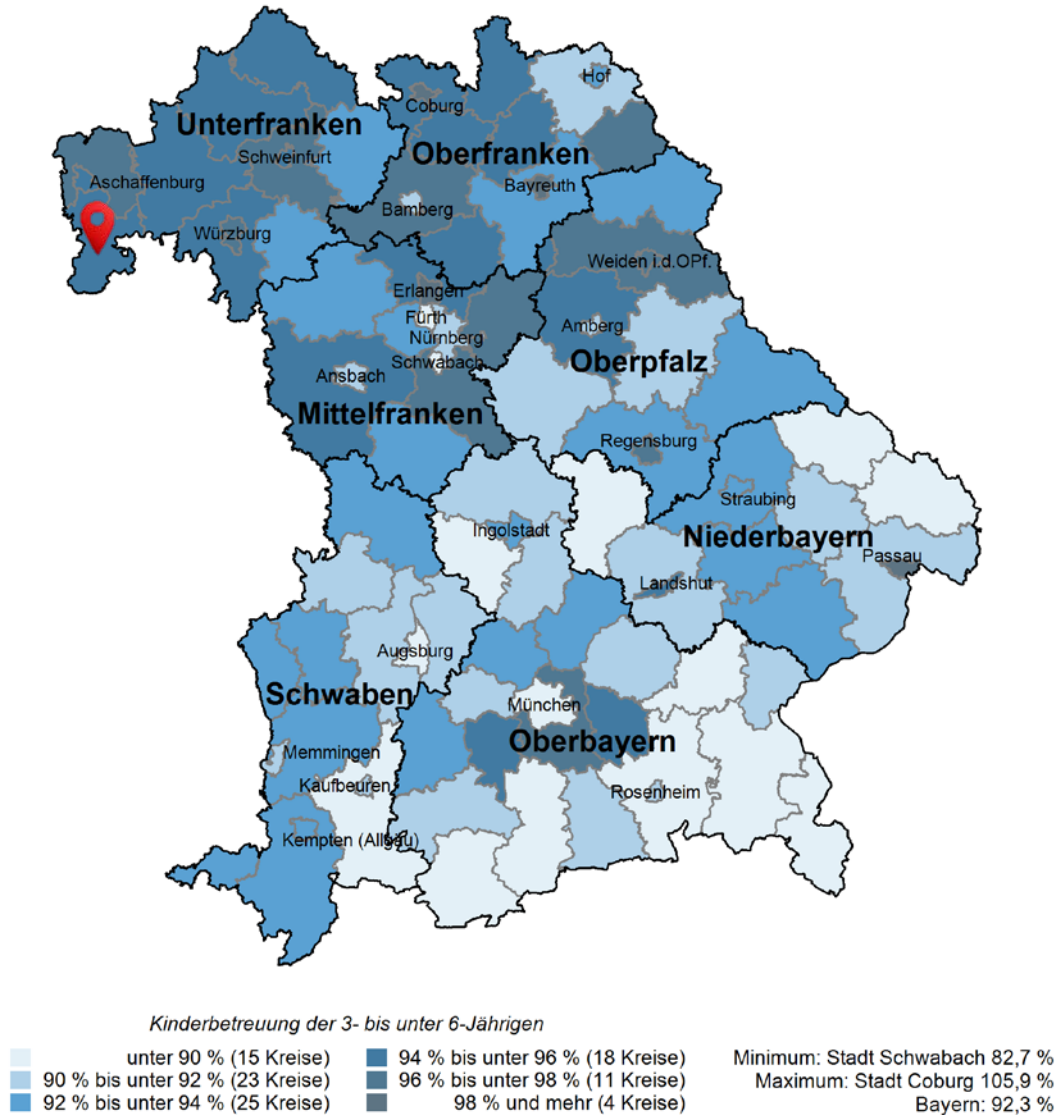 Hof
Coburg
Unterfranken
Oberfranken
Schweinfurt
Aschaffenburg
Bayreuth
Bamberg
Würzburg
Weiden i.d.OPf.
Erlangen
Fürth
Amberg
Nürnberg
Schwabach
Oberpfalz
Ansbach
Mittelfranken
Regensburg
Straubing
Ingolstadt
Niederbayern
Passau
Landshut
Augsburg
Schwaben
München
Oberbayern
Memmingen
Kaufbeuren
Rosenheim
Kempten (Allgäu)
Kinderbetreuung der 3- bis unter 6-Jährigen
unter 90 % (15 Kreise)
94 % bis unter 96 % (18 Kreise)
Minimum: Stadt Schwabach 82,7 %
90 % bis unter 92 % (23 Kreise)
96 % bis unter 98 % (11 Kreise)
Maximum: Stadt Coburg 105,9 %
92 % bis unter 94 % (25 Kreise)
98 % und mehr (4 Kreise)
Bayern: 92,3 %